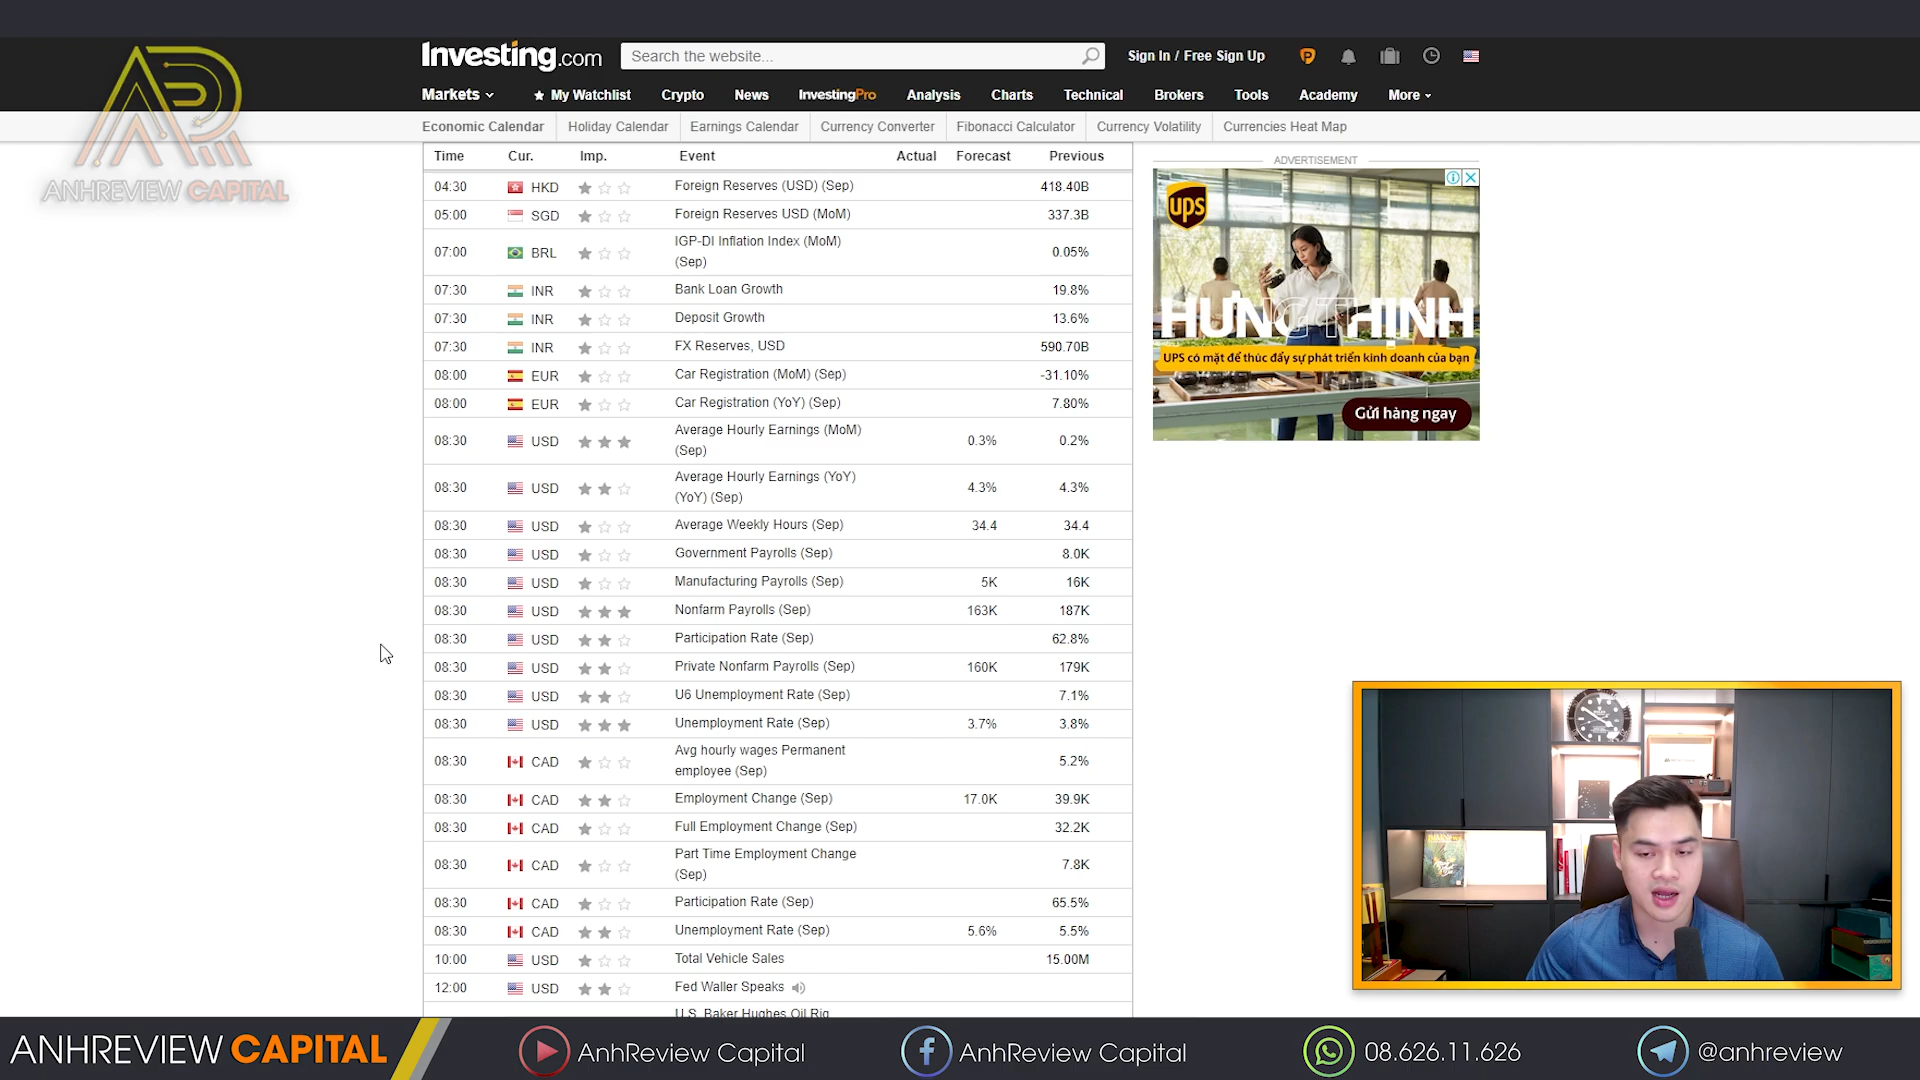 Investing.com
Search the website...
Sign In / Free Sign Up
Markets
My Watchlist
Crypto
News
InvestingPro
Analysis
Charts
Technical
Brokers
Tools
Academy
More
ANHREVIEW CAPITAL
Economic Calendar
Holiday Calendar
Earnings Calendar
Currency Converter
Fibonacci Calculator
Currency Volatility
Currencies Heat Map
Time Cur. Imp. Event Actual Forecast Previous
04:30 HKD Foreign Reserves (USD) (Sep) 418.40B
05:00 SGD Foreign Reserves USD (MoM) 337.3B
07:00 BRL IGP-DI Inflation Index (MoM) (Sep) 0.05%
07:30 INR Bank Loan Growth 19.8%
07:30 INR Deposit Growth 13.6%
07:30 INR FX Reserves, USD 590.70B
08:00 EUR Car Registration (MoM) (Sep) -31.10%
08:00 EUR Car Registration (YoY) (Sep) 7.80%
08:30 USD Average Hourly Earnings (MoM) (Sep) 0.3% 0.2%
08:30 USD Average Hourly Earnings (YoY) (YoY) (Sep) 4.3% 4.3%
08:30 USD Average Weekly Hours (Sep) 34.4 34.4
08:30 USD Government Payrolls (Sep) 8.0K
08:30 USD Manufacturing Payrolls (Sep) 5K 16K
08:30 USD Nonfarm Payrolls (Sep) 163K 187K
08:30 USD Participation Rate (Sep) 62.8%
08:30 USD Private Nonfarm Payrolls (Sep) 160K 179K
08:30 USD U6 Unemployment Rate (Sep) 7.1%
08:30 USD Unemployment Rate (Sep) 3.7% 3.8%
08:30 CAD Avg hourly wages Permanent employee (Sep) 5.2%
08:30 CAD Employment Change (Sep) 17.0K 39.9K
08:30 CAD Full Employment Change (Sep) 32.2K
08:30 CAD Part Time Employment Change (Sep) 7.8K
08:30 CAD Participation Rate (Sep) 65.5%
08:30 CAD Unemployment Rate (Sep) 5.6% 5.5%
10:00 USD Total Vehicle Sales 15.00M
12:00 USD Fed Waller Speaks
U.S. Baker Hughes Oil Rig
ADVERTISEMENT
ups
HƯNG THỊNH
UPS có mặt để thúc đẩy sự phát triển kinh doanh của bạn
Gửi hàng ngay
ANHREVIEW CAPITAL
AnhReview Capital
AnhReview Capital
08.626.11.626
@anhreview